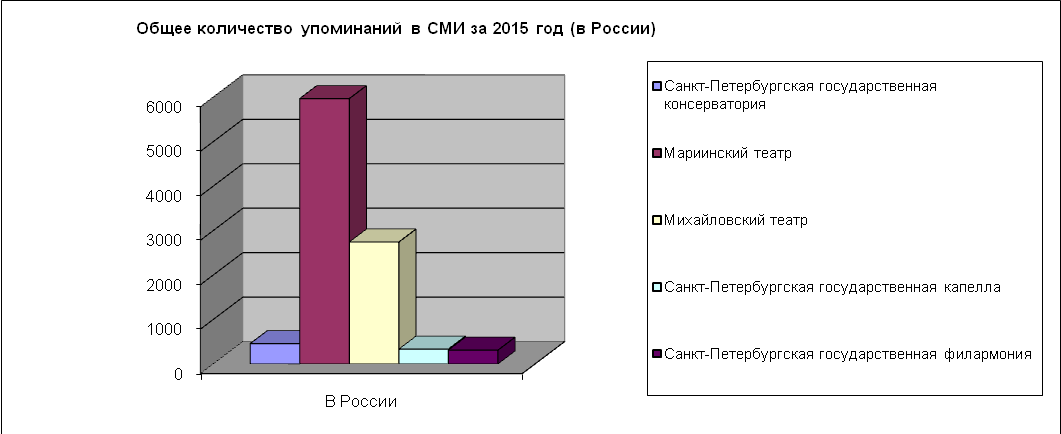 Общее количество упоминаний в СМИ за 2015 год (в России)
6000
5000
4000
3000
2000
1000
0
В России
Санкт-Петербургская государственная
консерватория
Мариинский театр
Михайловский театр
Санкт-Петербургская государственная капелла
Санкт-Петербургская государственная филармония